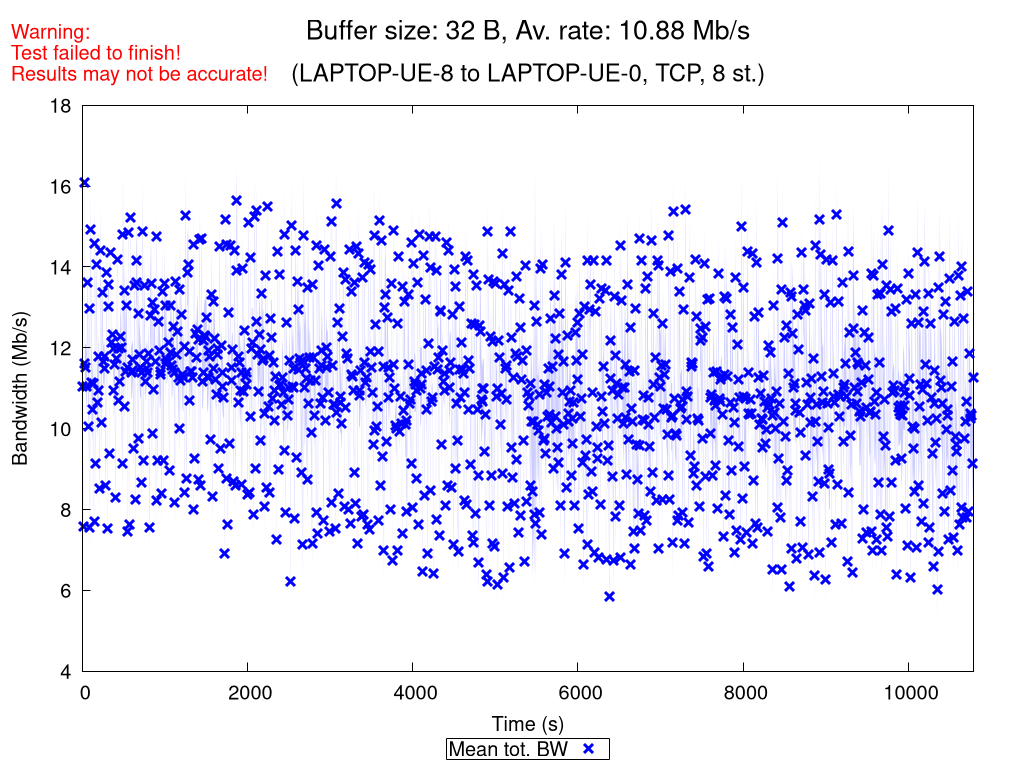 Warning:
Test failed to finish!
Results may not be accurate!
Buffer size: 32 B, Av. rate: 10.88 Mb/s
(LAPTOP-UE-8 to LAPTOP-UE-0, TCP, 8 st.)
18
16
14
12
10
8
6
4
Bandwidth (Mb/s)
0 2000 4000 6000 8000 10000
Time (s)
Mean tot. BW